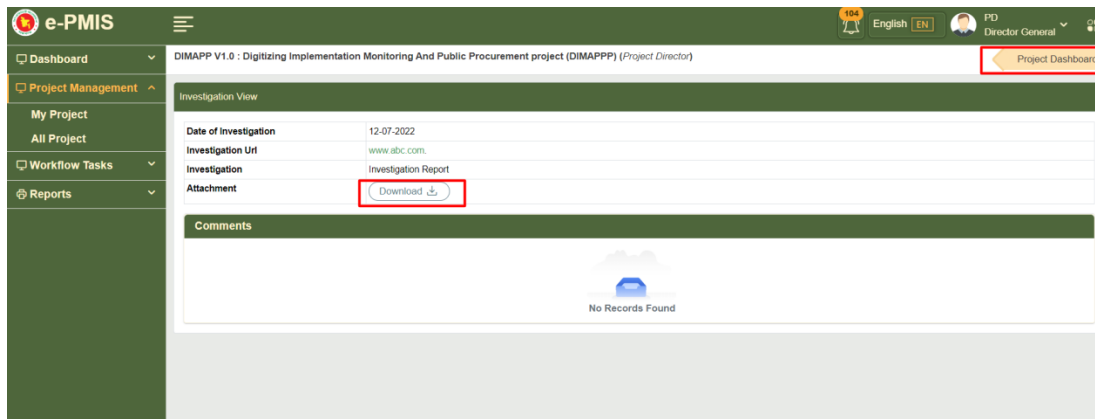 e-PMIS
104
English EN
PD
Director General
Dashboard
DIMAPP V1.0 : Digitizing Implementation Monitoring And Public Procurement project (DIMAPPP) (Project Director)
Project Dashboard
Project Management
Investigation View
My Project
All Project
Date of Investigation 12-07-2022
Investigation Url www.abc.com.
Workflow Tasks
Investigation Investigation Report
Attachment Download
Reports
Comments
No Records Found